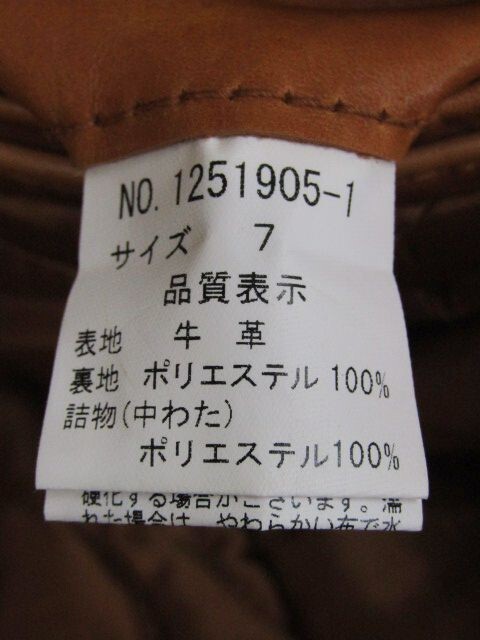 NO. 1251905-1
サイズ 7
品質表示
表地 牛 革
裏地 ポリエステル 100%
詰物(中わた)
ポリエステル100%
硬化する場合がございます。濡
れた場合は、やわらかい布で水